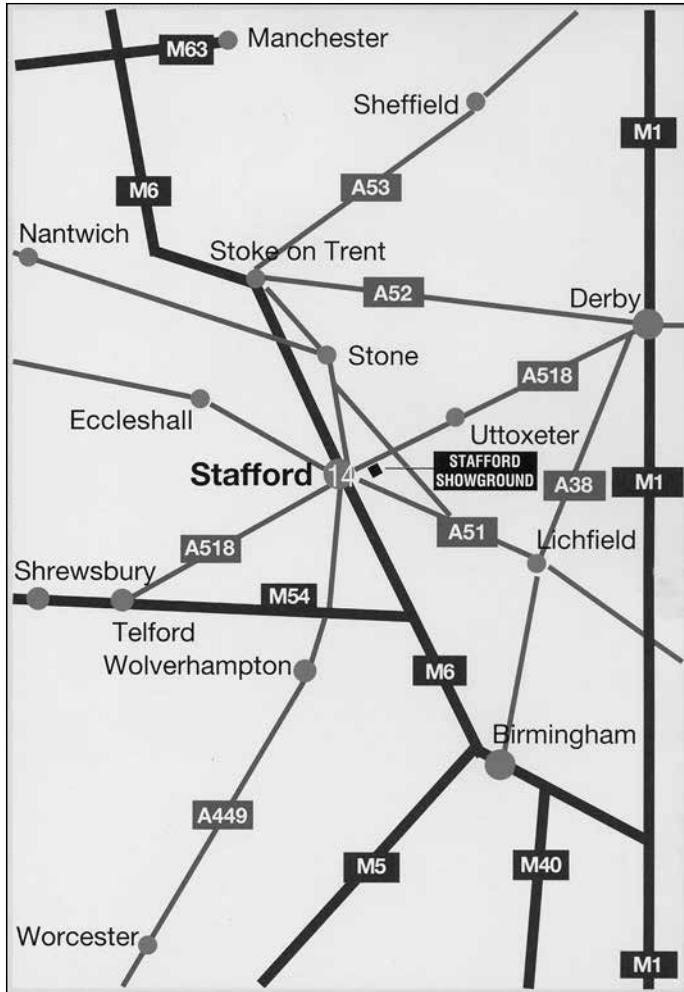 Manchester
M63
Sheffield
M1
M6
A53
Nantwich
Stoke on Trent
A52
Derby
Stone
A518
Eccleshall
Uttoxeter
Stafford
14
STAFFORD
SHOWGROUND
A38
M1
A51
A518
Lichfield
Shrewsbury
M54
Telford
Wolverhampton
M6
Birmingham
A449
M5
M40
Worcester
M1